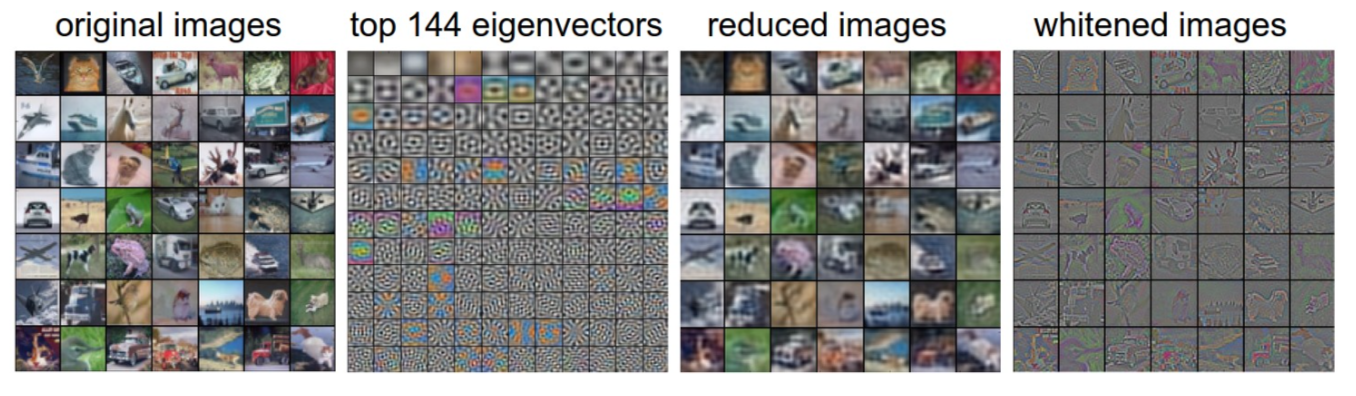 original images
top 144 eigenvectors
reduced images
whitened images